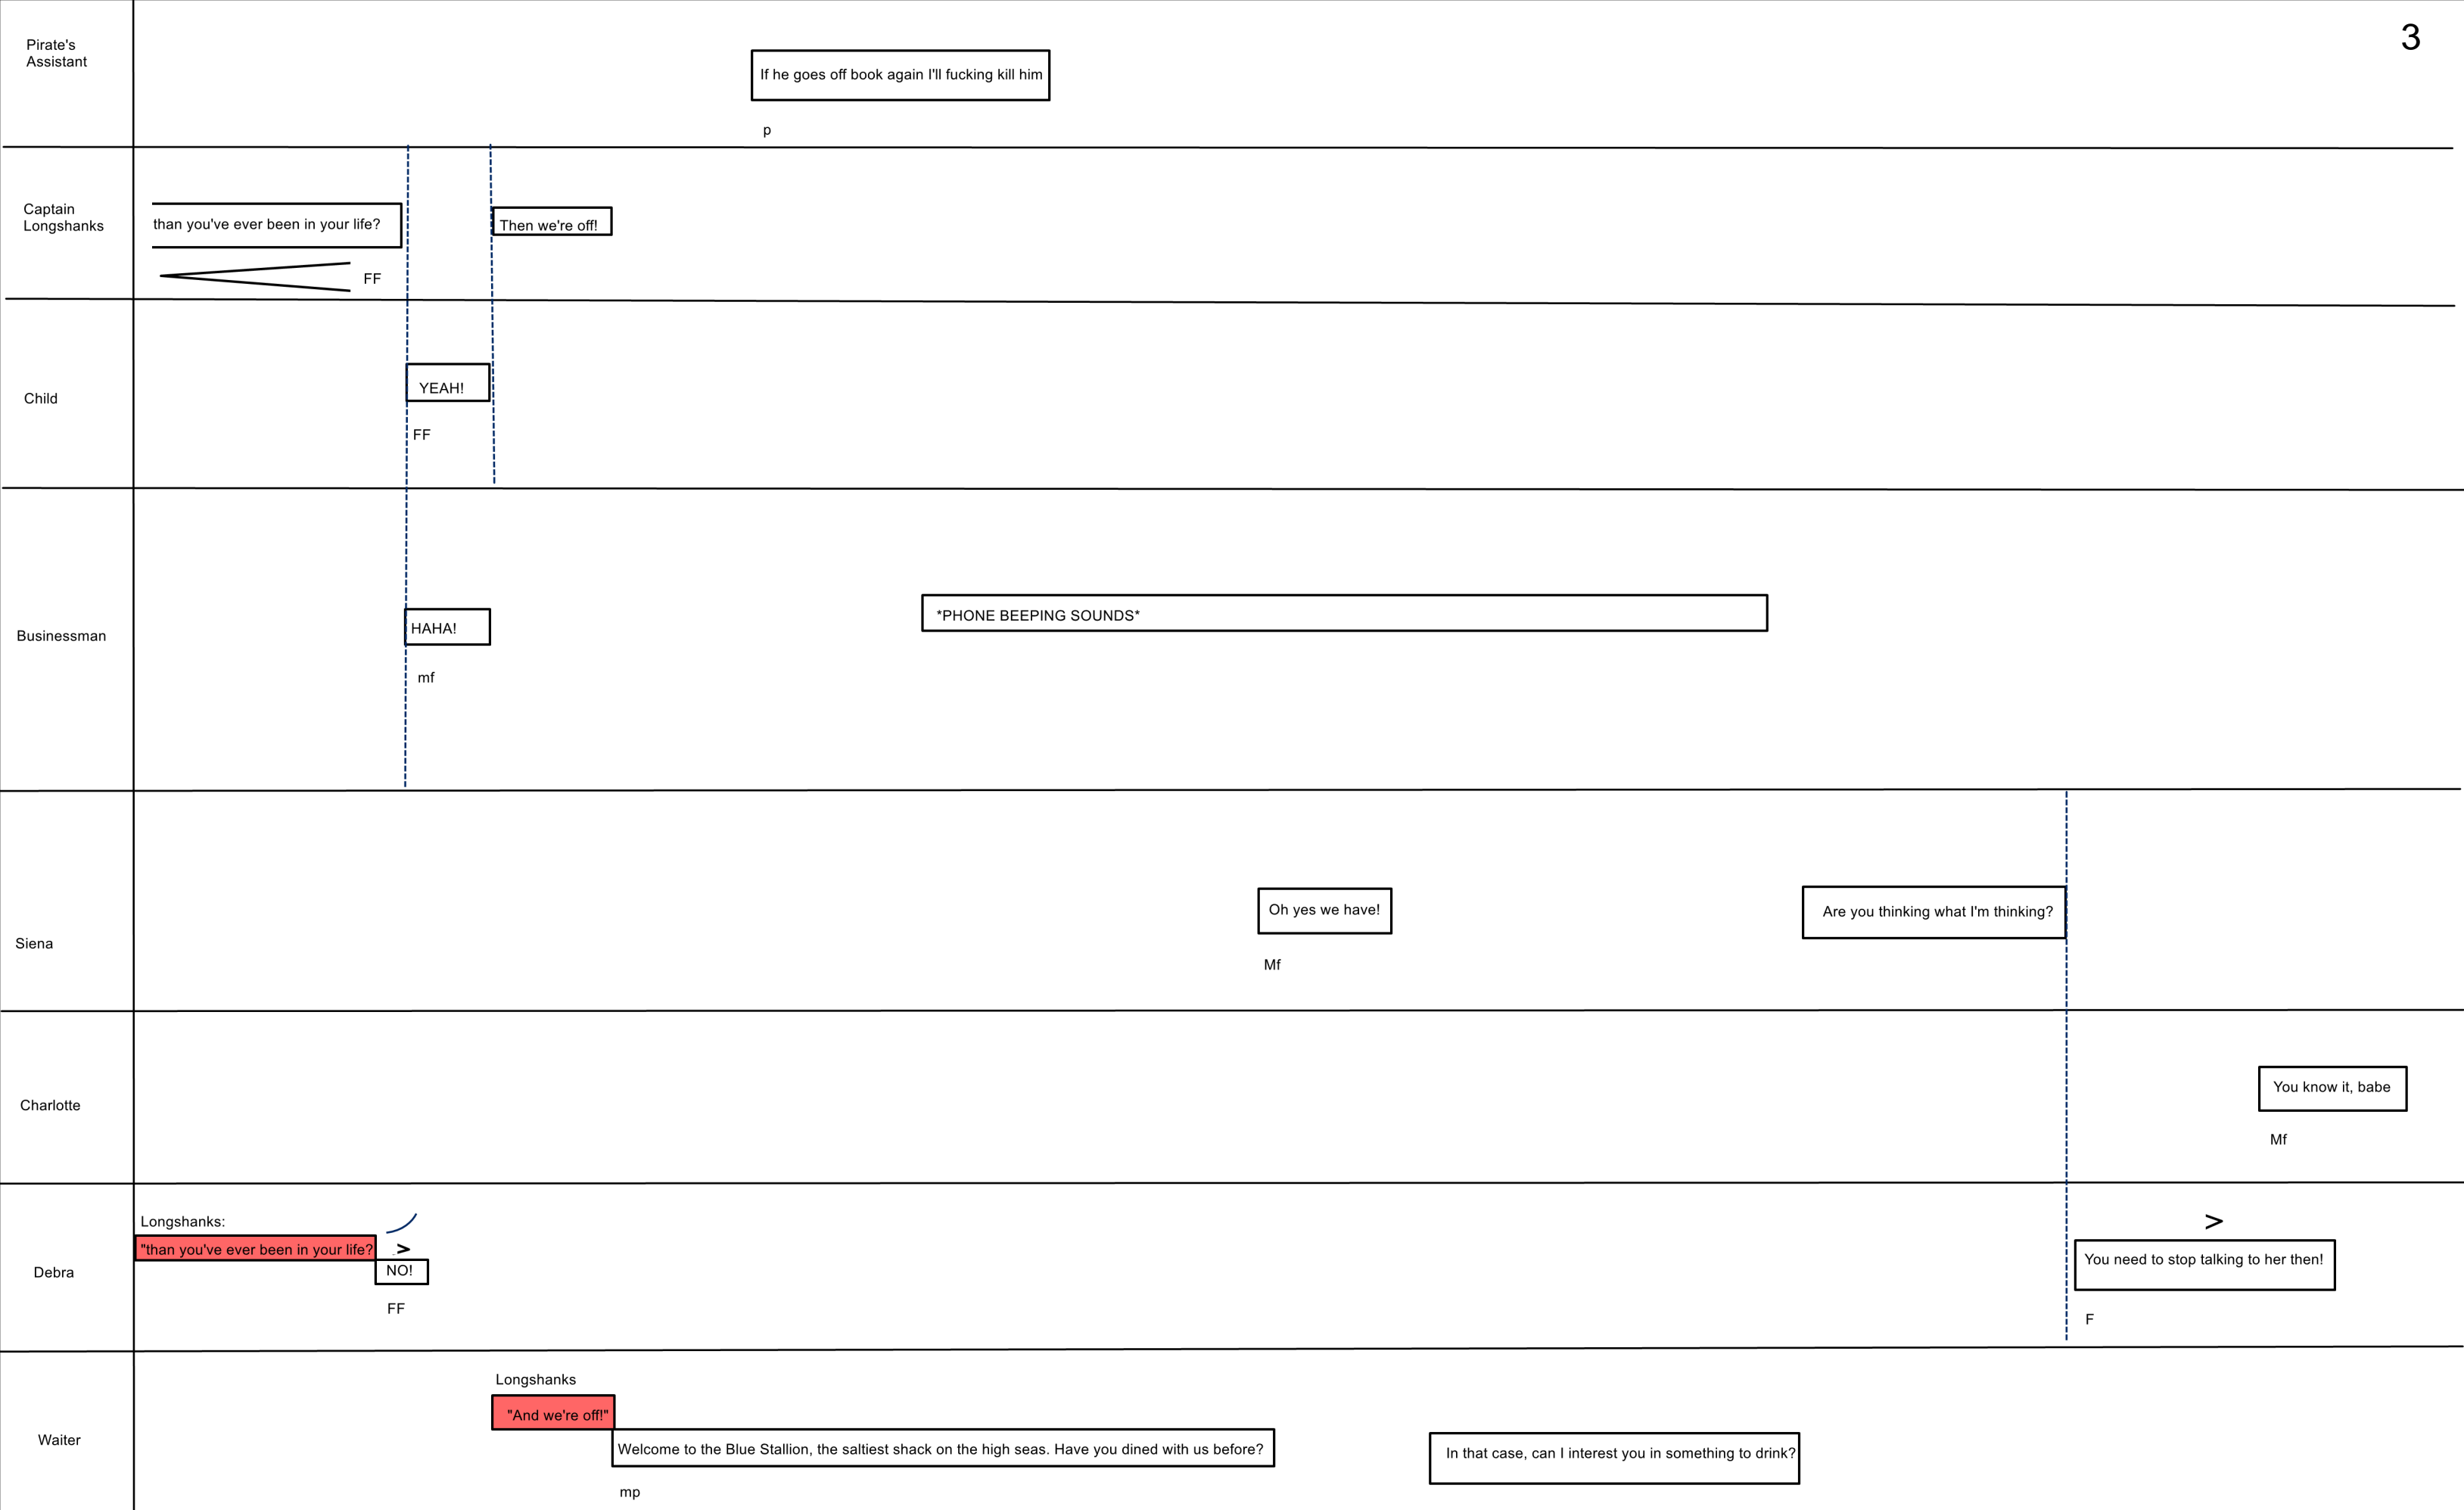 3
Pirate's
Assistant
If he goes off book again I'll fucking kill him
p
Captain
Longshanks
than you've ever been in your life?
Then we're off!
FF
Child
YEAH!
FF
Businessman
HAHA!
*PHONE BEEPING SOUNDS*
mf
Siena
Oh yes we have!
Are you thinking what I'm thinking?
Mf
Charlotte
You know it, babe
Mf
Debra
Longshanks:
"than you've ever been in your life?
>
NO!
FF
>
You need to stop talking to her then!
F
Waiter
Longshanks
"And we're off!"
Welcome to the Blue Stallion, the saltiest shack on the high seas. Have you dined with us before?
In that case, can I interest you in something to drink?
mp